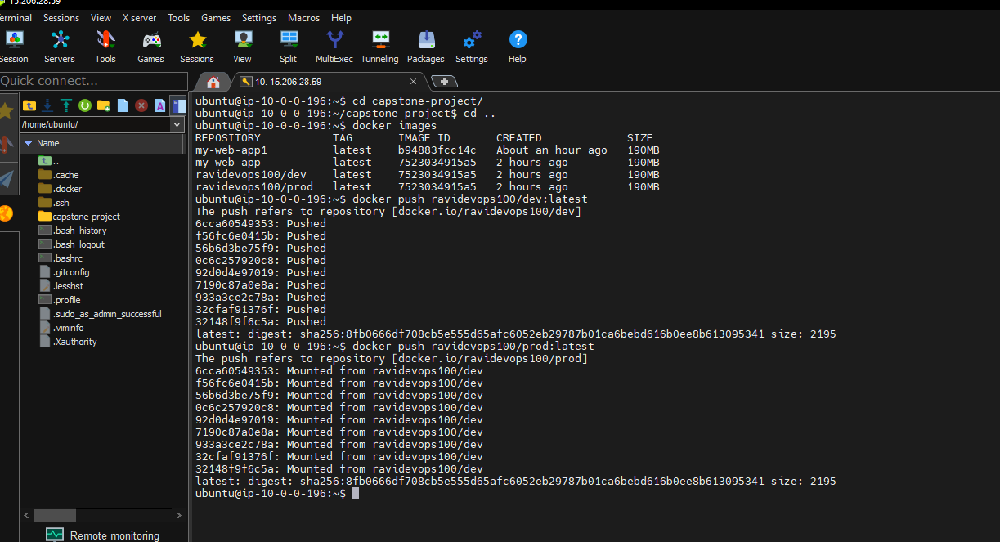 15.206.28.59
erminal Sessions View X server Tools Games Settings Macros Help
Session Servers Tools Games Sessions View Split MultiExec Tunneling Packages Settings Help
Quick connect...
10. 15.206.28.59
/home/ubuntu/
Name
..
.cache
.docker
.ssh
capstone-project
.bash_history
.bash_logout
.bashrc
.gitconfig
.lesshst
.profile
.sudo_as_admin_successful
.viminfo
.Xauthority
Remote monitoring
ubuntu@ip-10-0-0-196:~$ cd capstone-project/
ubuntu@ip-10-0-0-196:~/capstone-project$ cd ..
ubuntu@ip-10-0-0-196:~$ docker images
REPOSITORY TAG IMAGE ID CREATED SIZE
my-web-app1 latest b94883fcc14c About an hour ago 190MB
my-web-app latest 7523034915a5 2 hours ago 190MB
ravidevops100/dev latest 7523034915a5 2 hours ago 190MB
ravidevops100/prod latest 7523034915a5 2 hours ago 190MB
ubuntu@ip-10-0-0-196:~$ docker push ravidevops100/dev:latest
The push refers to repository [docker.io/ravidevops100/dev]
6cca60549353: Pushed
f56fc6e0415b: Pushed
56b6d3be75f9: Pushed
0c6c257920c8: Pushed
92d0d4e97019: Pushed
7190c87a0e8a: Pushed
933a3ce2c78a: Pushed
32cfaf91376f: Pushed
32148f9f6c5a: Pushed
latest: digest: sha256:8fb0666df708cb5e555d65afc6052eb29787b01ca6bebd616b0ee8b613095341 size: 2195
ubuntu@ip-10-0-0-196:~$ docker push ravidevops100/prod:latest
The push refers to repository [docker.io/ravidevops100/prod]
6cca60549353: Mounted from ravidevops100/dev
f56fc6e0415b: Mounted from ravidevops100/dev
56b6d3be75f9: Mounted from ravidevops100/dev
0c6c257920c8: Mounted from ravidevops100/dev
92d0d4e97019: Mounted from ravidevops100/dev
7190c87a0e8a: Mounted from ravidevops100/dev
933a3ce2c78a: Mounted from ravidevops100/dev
32cfaf91376f: Mounted from ravidevops100/dev
32148f9f6c5a: Mounted from ravidevops100/dev
latest: digest: sha256:8fb0666df708cb5e555d65afc6052eb29787b01ca6bebd616b0ee8b613095341 size: 2195
ubuntu@ip-10-0-0-196:~$